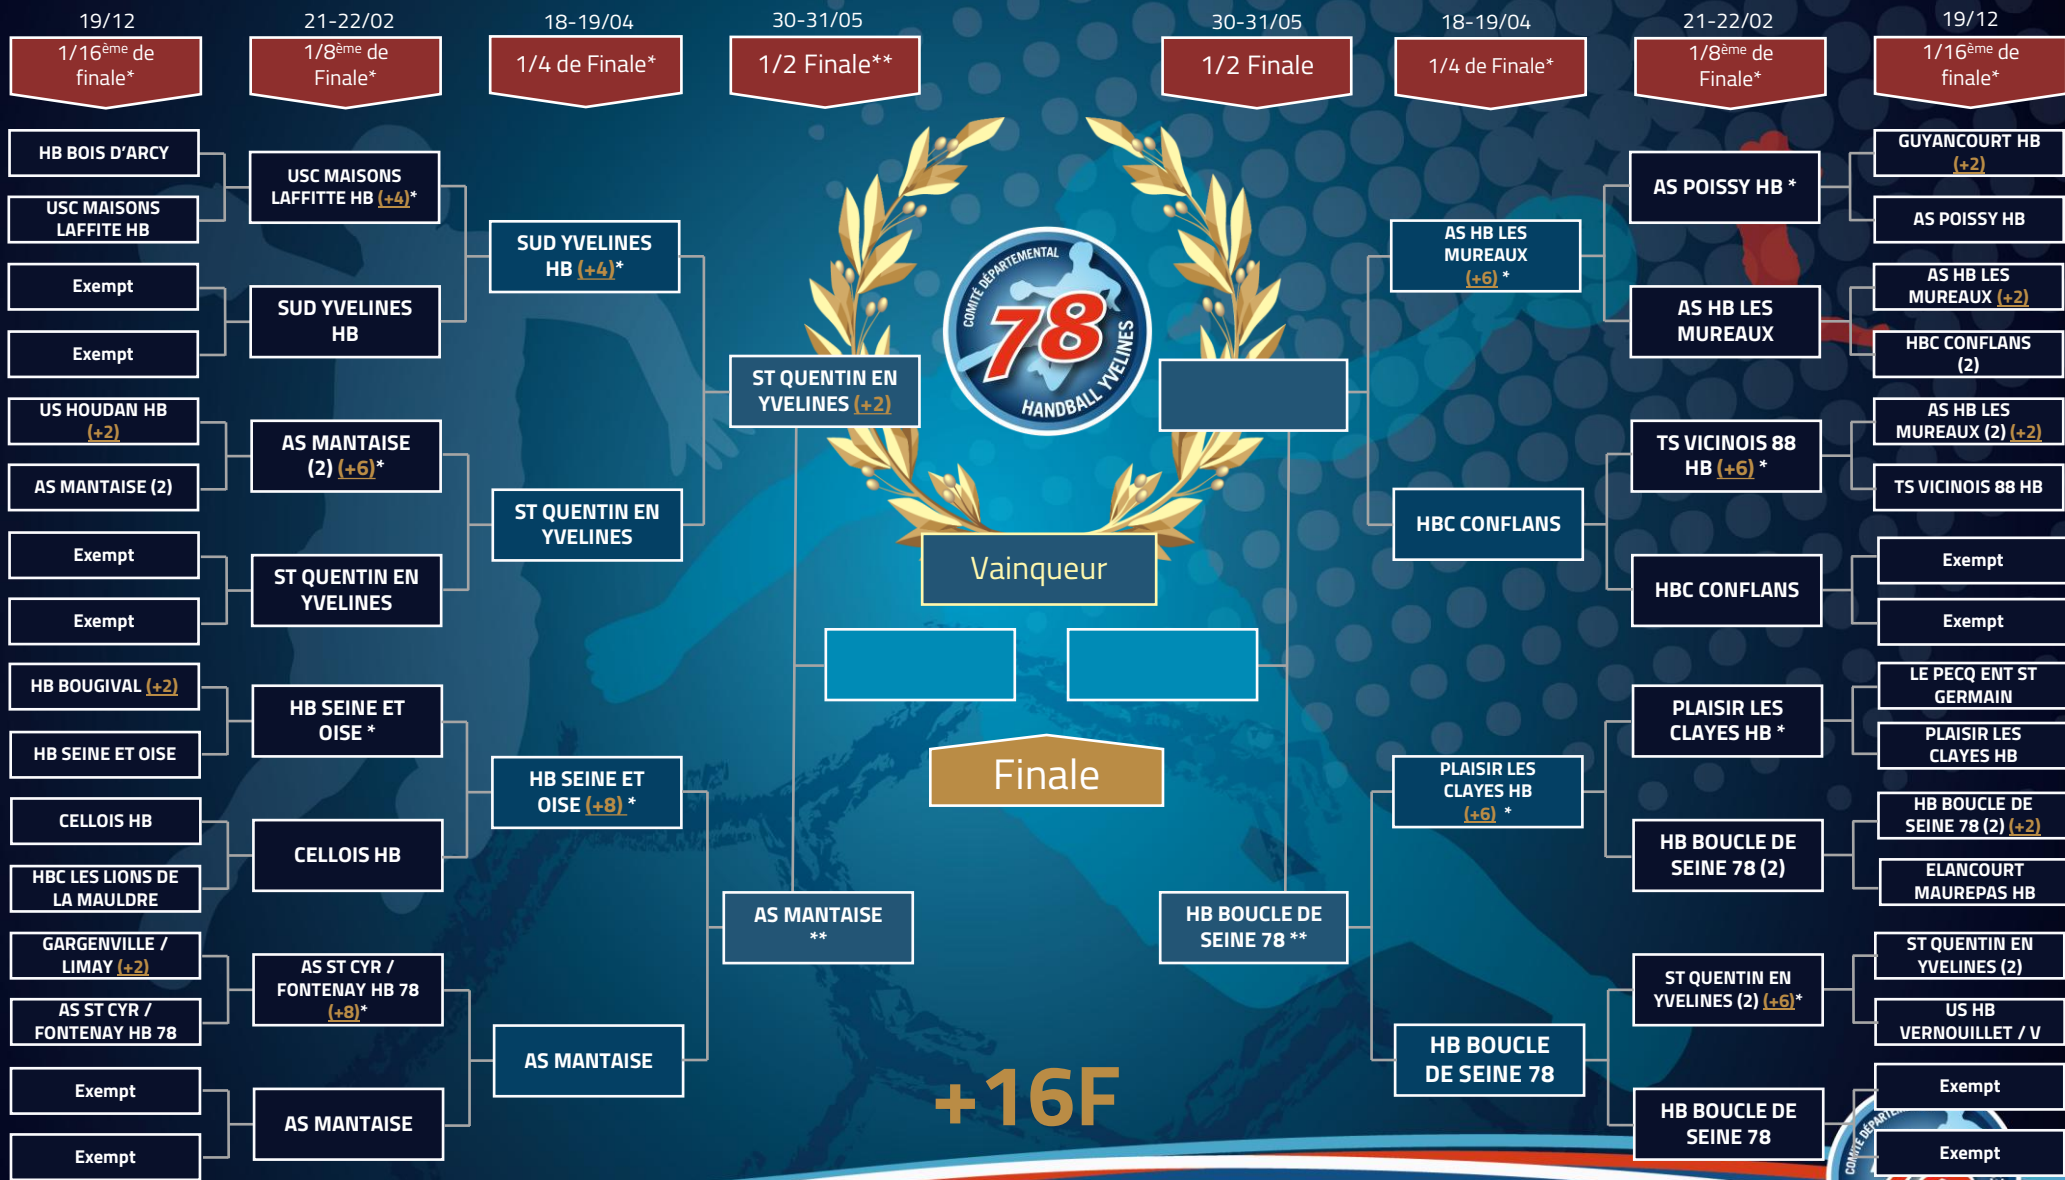 19/12
21-22/02
18-19/04
30-31/05
30-31/05
18-19/04
21-22/02
19/12
1/16ème de
finale*
1/8ème de
Finale*
1/4 de Finale*
1/2 Finale**
1/2 Finale
1/4 de Finale*
1/8ème de
Finale*
1/16ème de
finale*
HB BOIS D'ARCY
USC MAISONS
LAFFITE HB
Exempt
Exempt
US HOUDAN HB
(+2)
AS MANTAISE (2)
Exempt
Exempt
HB BOUGIVAL (+2)
HB SEINE ET OISE
CELLOIS HB
HBC LES LIONS DE
LA MAULDRE
GARGENVILLE /
LIMAY (+2)
AS ST CYR /
FONTENAY HB 78
Exempt
Exempt
USC MAISONS
LAFFITTE HB (+4)*
SUD YVELINES
HB
AS MANTAISE
(2) (+6)*
ST QUENTIN EN
YVELINES
HB SEINE ET
OISE *
CELLOIS HB
AS ST CYR /
FONTENAY HB 78
(+8)*
AS MANTAISE
SUD YVELINES
HB (+4)*
ST QUENTIN EN
YVELINES
HB SEINE ET
OISE (+8) *
AS MANTAISE
ST QUENTIN EN
YVELINES (+2)
AS MANTAISE
**
COMITÉ DÉPARTEMENTAL
78
HANDBALL YVELINES
Vainqueur
Finale
+16F
HB BOUCLE DE
SEINE 78 **
AS HB LES
MUREAUX
(+6) *
HBC CONFLANS
PLAISIR LES
CLAYES HB
(+6) *
HB BOUCLE
DE SEINE 78
AS POISSY HB *
AS HB LES
MUREAUX
TS VICINOIS 88
HB (+6) *
HBC CONFLANS
PLAISIR LES
CLAYES HB *
HB BOUCLE DE
SEINE 78 (2)
ST QUENTIN EN
YVELINES (2) (+6)*
HB BOUCLE DE
SEINE 78
GUYANCOURT HB
(+2)
AS POISSY HB
AS HB LES
MUREAUX (+2)
HBC CONFLANS
(2)
AS HB LES
MUREAUX (2) (+2)
TS VICINOIS 88 HB
Exempt
Exempt
LE PECQ ENT ST
GERMAIN
PLAISIR LES
CLAYES HB
HB BOUCLE DE
SEINE 78 (2) (+2)
ELANCOURT
MAUREPAS HB
ST QUENTIN EN
YVELINES (2)
US HB
VERNOUILLET / V
Exempt
Exempt